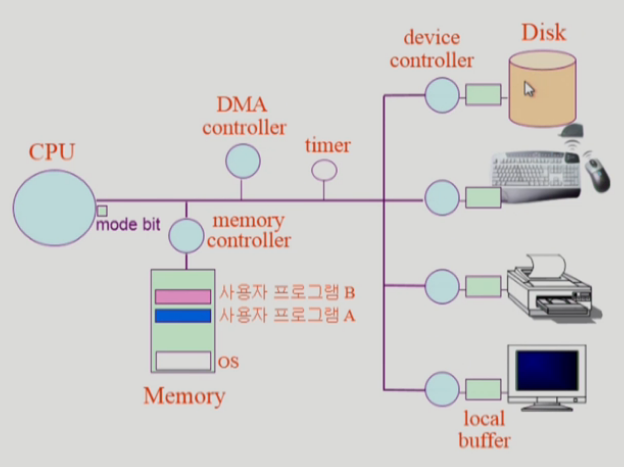 Disk
device
controller
DMA
controller
timer
CPU
mode bit
memory
controller
사용자 프로그램 B
사용자 프로그램 A
OS
Memory
local
buffer